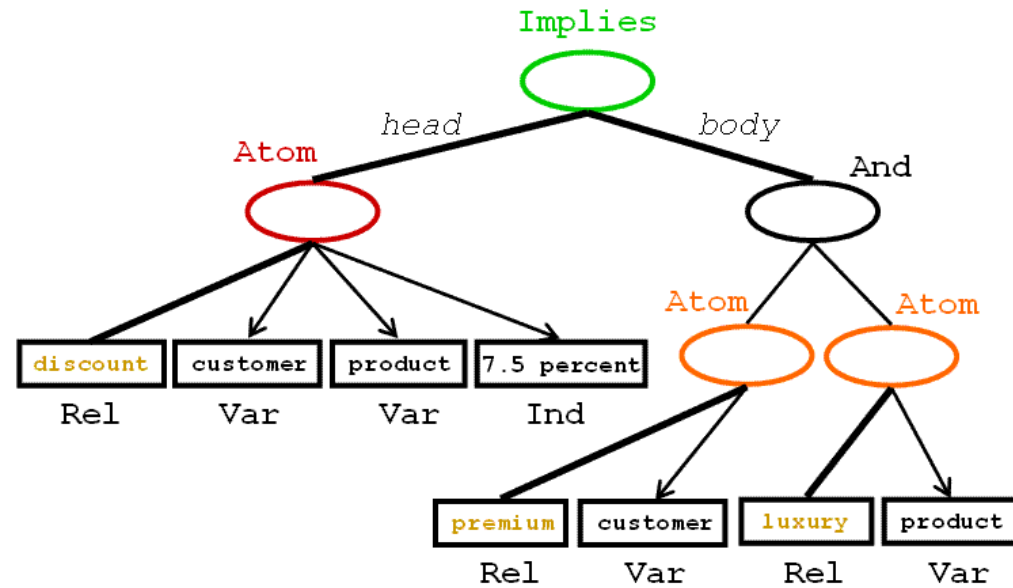 Implies
head body
Atom
And
Atom Atom
discount customer product 7.5 percent
Rel Var Var Ind
premium customer luxury product
Rel Var Rel Var